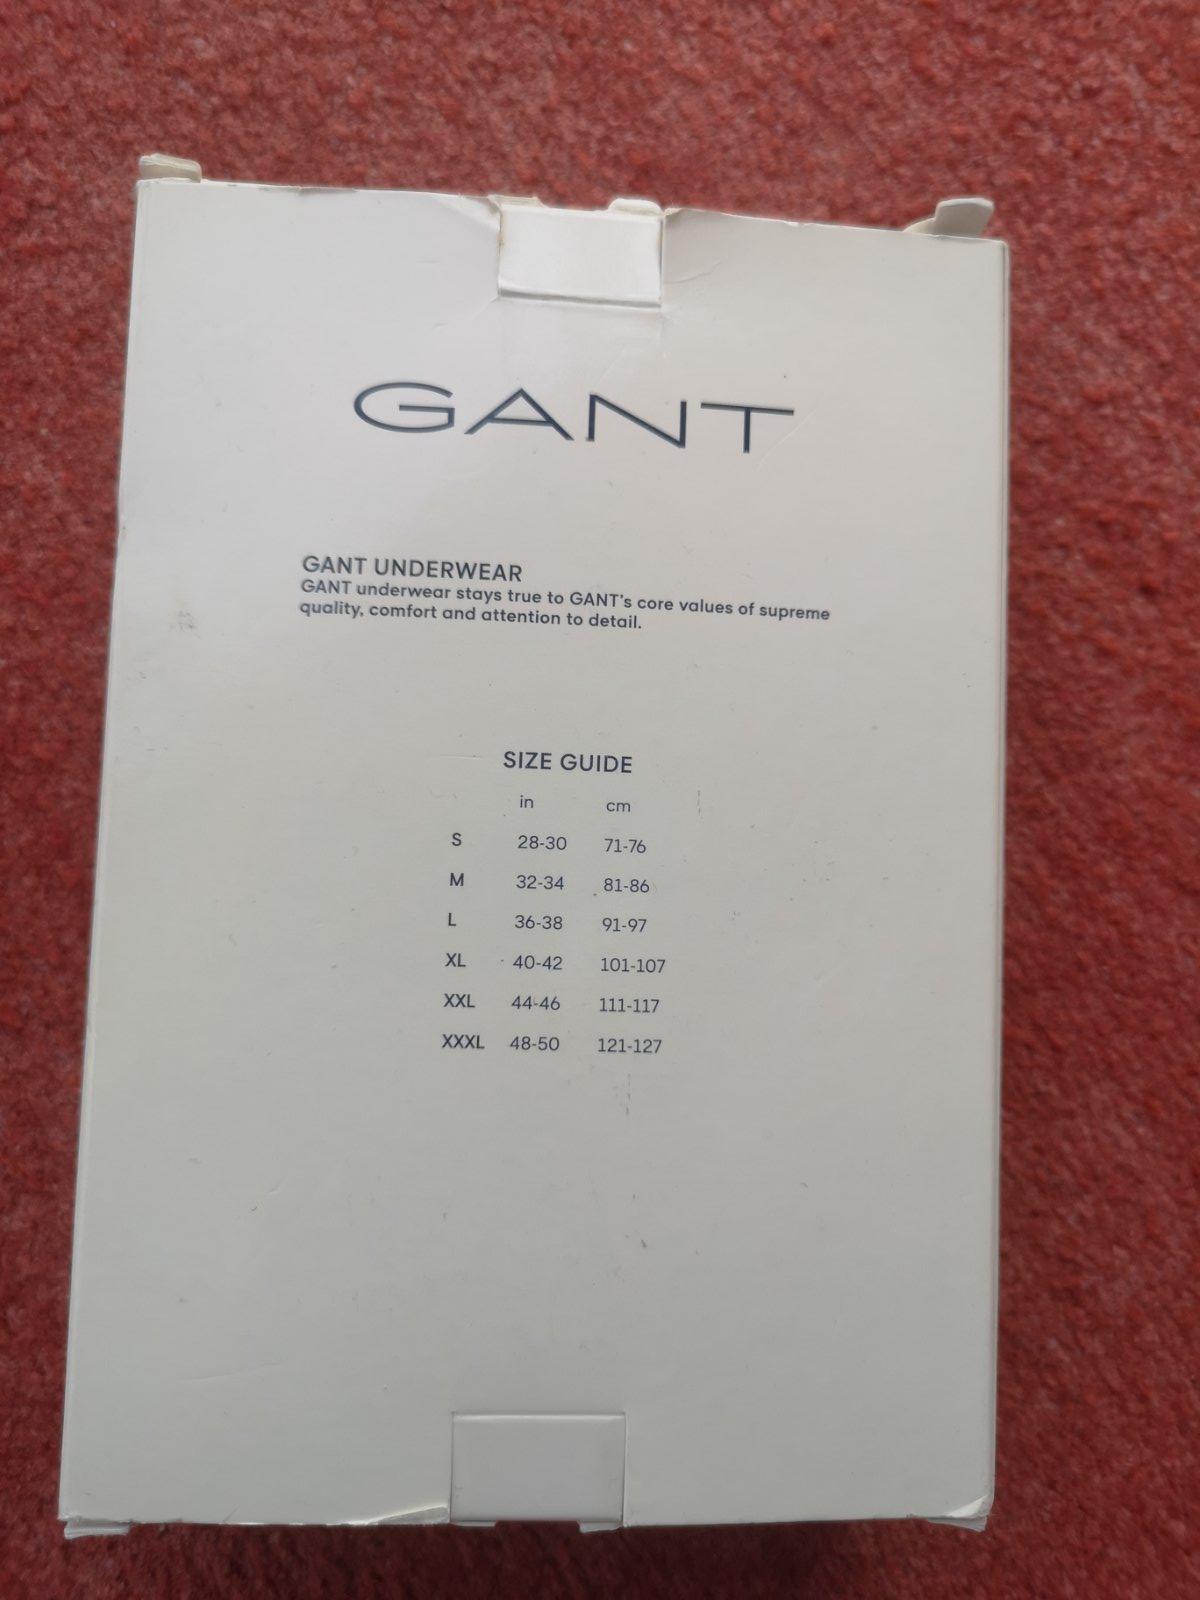 GANT
GANT UNDERWEAR
GANT underwear stays true to GANT's core values of supreme
quality, comfort and attention to detail.
SIZE GUIDE
in cm
S 28-30 71-76
M 32-34 81-86
L 36-38 91-97
XL 40-42 101-107
XXL 44-46 111-117
XXXL 48-50 121-127